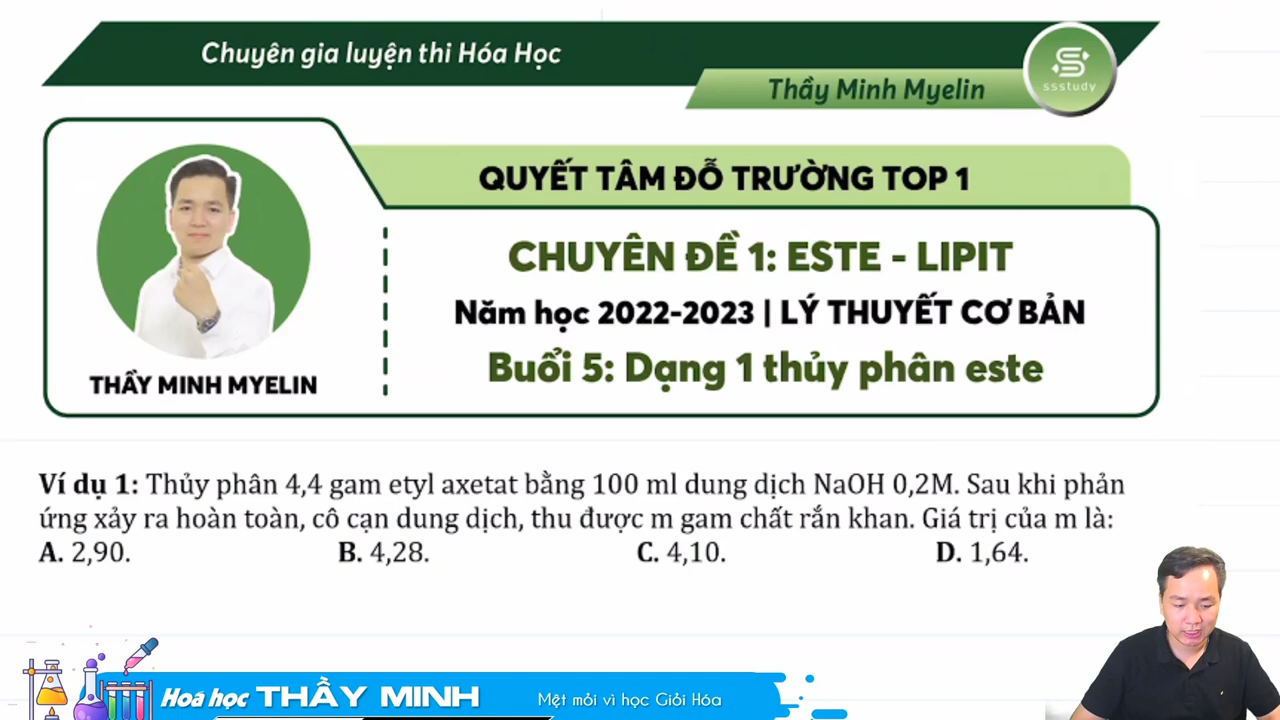 Chuyên gia luyện thi Hóa Học
Thầy Minh Myelin
ssstudy
QUYẾT TÂM ĐỖ TRƯỜNG TOP 1
CHUYÊN ĐỀ 1: ESTE - LIPIT
Năm học 2022-2023 | LÝ THUYẾT CƠ BẢN
Buổi 5: Dạng 1 thủy phân este
THẦY MINH MYELIN
Ví dụ 1: Thủy phân 4,4 gam etyl axetat bằng 100 ml dung dịch NaOH 0,2M. Sau khi phản
ứng xảy ra hoàn toàn, cô cạn dung dịch, thu được m gam chất rắn khan. Giá trị của m là:
A. 2,90. B. 4,28. C. 4,10. D. 1,64.
Hoá học THẦY MINH Mệt mỏi vì học Giỏi Hóa